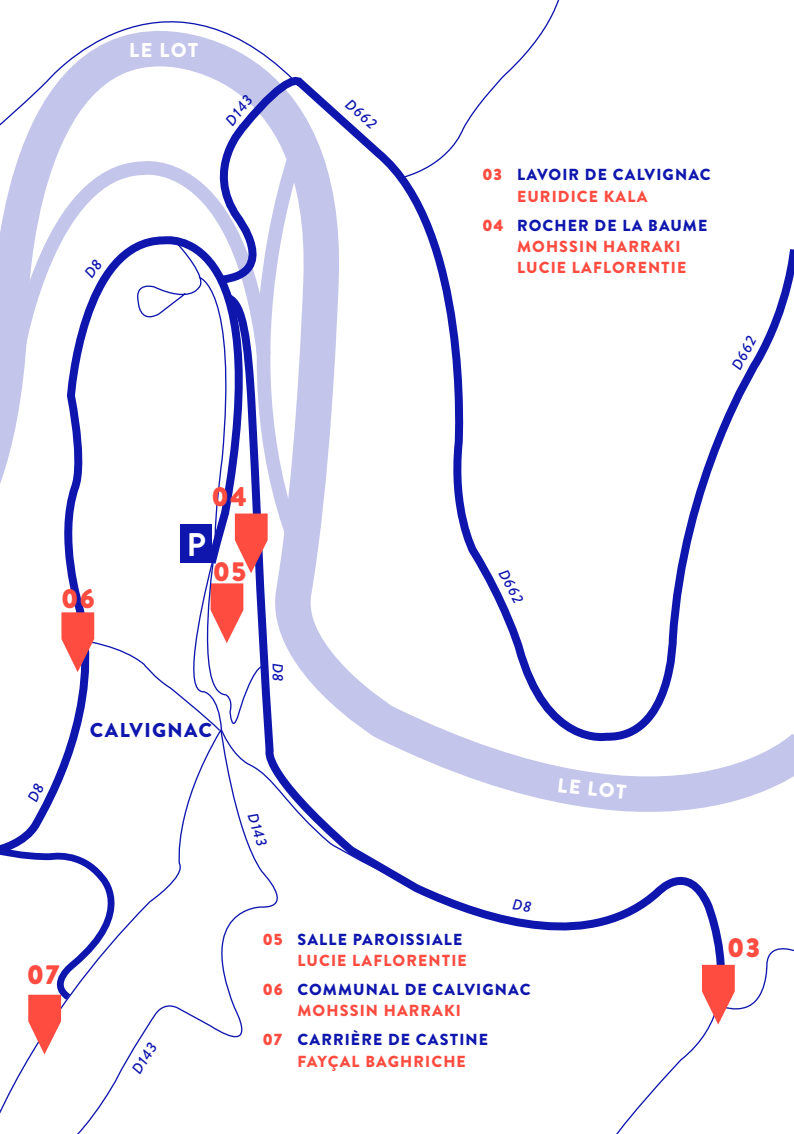 LE LOT
D143
D662
03 LAVOIR DE CALVIGNAC
EURIDICE KALA
04 ROCHER DE LA BAUME
MOHSSIN HARRAKI
LUCIE LAFLORENTIE
D8
D662
04
P
05
D662
06
D8
CALVIGNAC
LE LOT
D8
D143
D8
05 SALLE PAROISSIALE
LUCIE LAFLORENTIE
03
07
06 COMMUNAL DE CALVIGNAC
MOHSSIN HARRAKI
07 CARRIÈRE DE CASTINE
FAYÇAL BAGHRICHE
D143